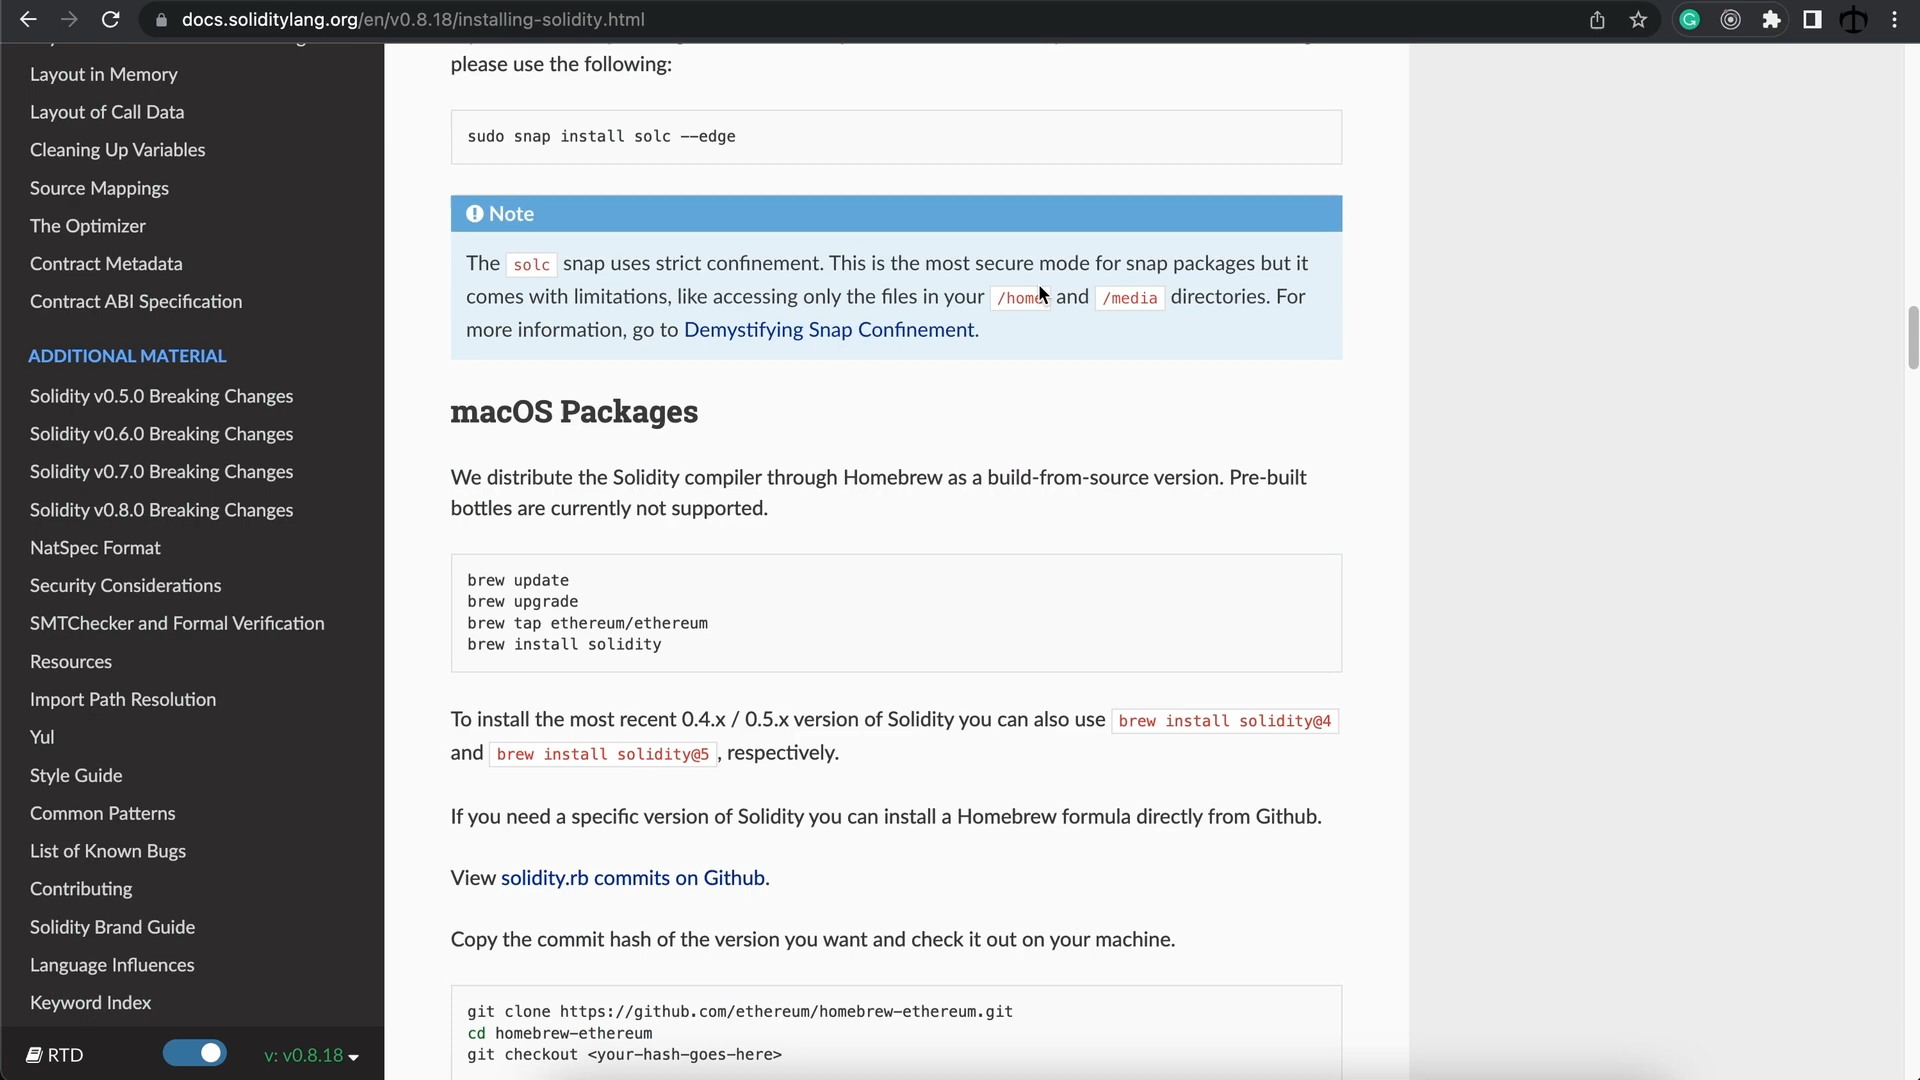 docs.soliditylang.org/en/v0.8.18/installing-solidity.html
Layout in Memory
Layout of Call Data
Cleaning Up Variables
Source Mappings
The Optimizer
Contract Metadata
Contract ABI Specification
ADDITIONAL MATERIAL
Solidity v0.5.0 Breaking Changes
Solidity v0.6.0 Breaking Changes
Solidity v0.7.0 Breaking Changes
Solidity v0.8.0 Breaking Changes
NatSpec Format
Security Considerations
SMTChecker and Formal Verification
Resources
Import Path Resolution
Yul
Style Guide
Common Patterns
List of Known Bugs
Contributing
Solidity Brand Guide
Language Influences
Keyword Index
RTD
v: v0.8.18
please use the following:
sudo snap install solc --edge
Note
The solc snap uses strict confinement. This is the most secure mode for snap packages but it
comes with limitations, like accessing only the files in your /home and /media directories. For
more information, go to Demystifying Snap Confinement.
macOS Packages
We distribute the Solidity compiler through Homebrew as a build-from-source version. Pre-built
bottles are currently not supported.
brew update
brew upgrade
brew tap ethereum/ethereum
brew install solidity
To install the most recent 0.4.x / 0.5.x version of Solidity you can also use brew install solidity@4
and brew install solidity@5 , respectively.
If you need a specific version of Solidity you can install a Homebrew formula directly from Github.
View solidity.rb commits on Github.
Copy the commit hash of the version you want and check it out on your machine.
git clone https://github.com/ethereum/homebrew-ethereum.git
cd homebrew-ethereum
git checkout <your-hash-goes-here>